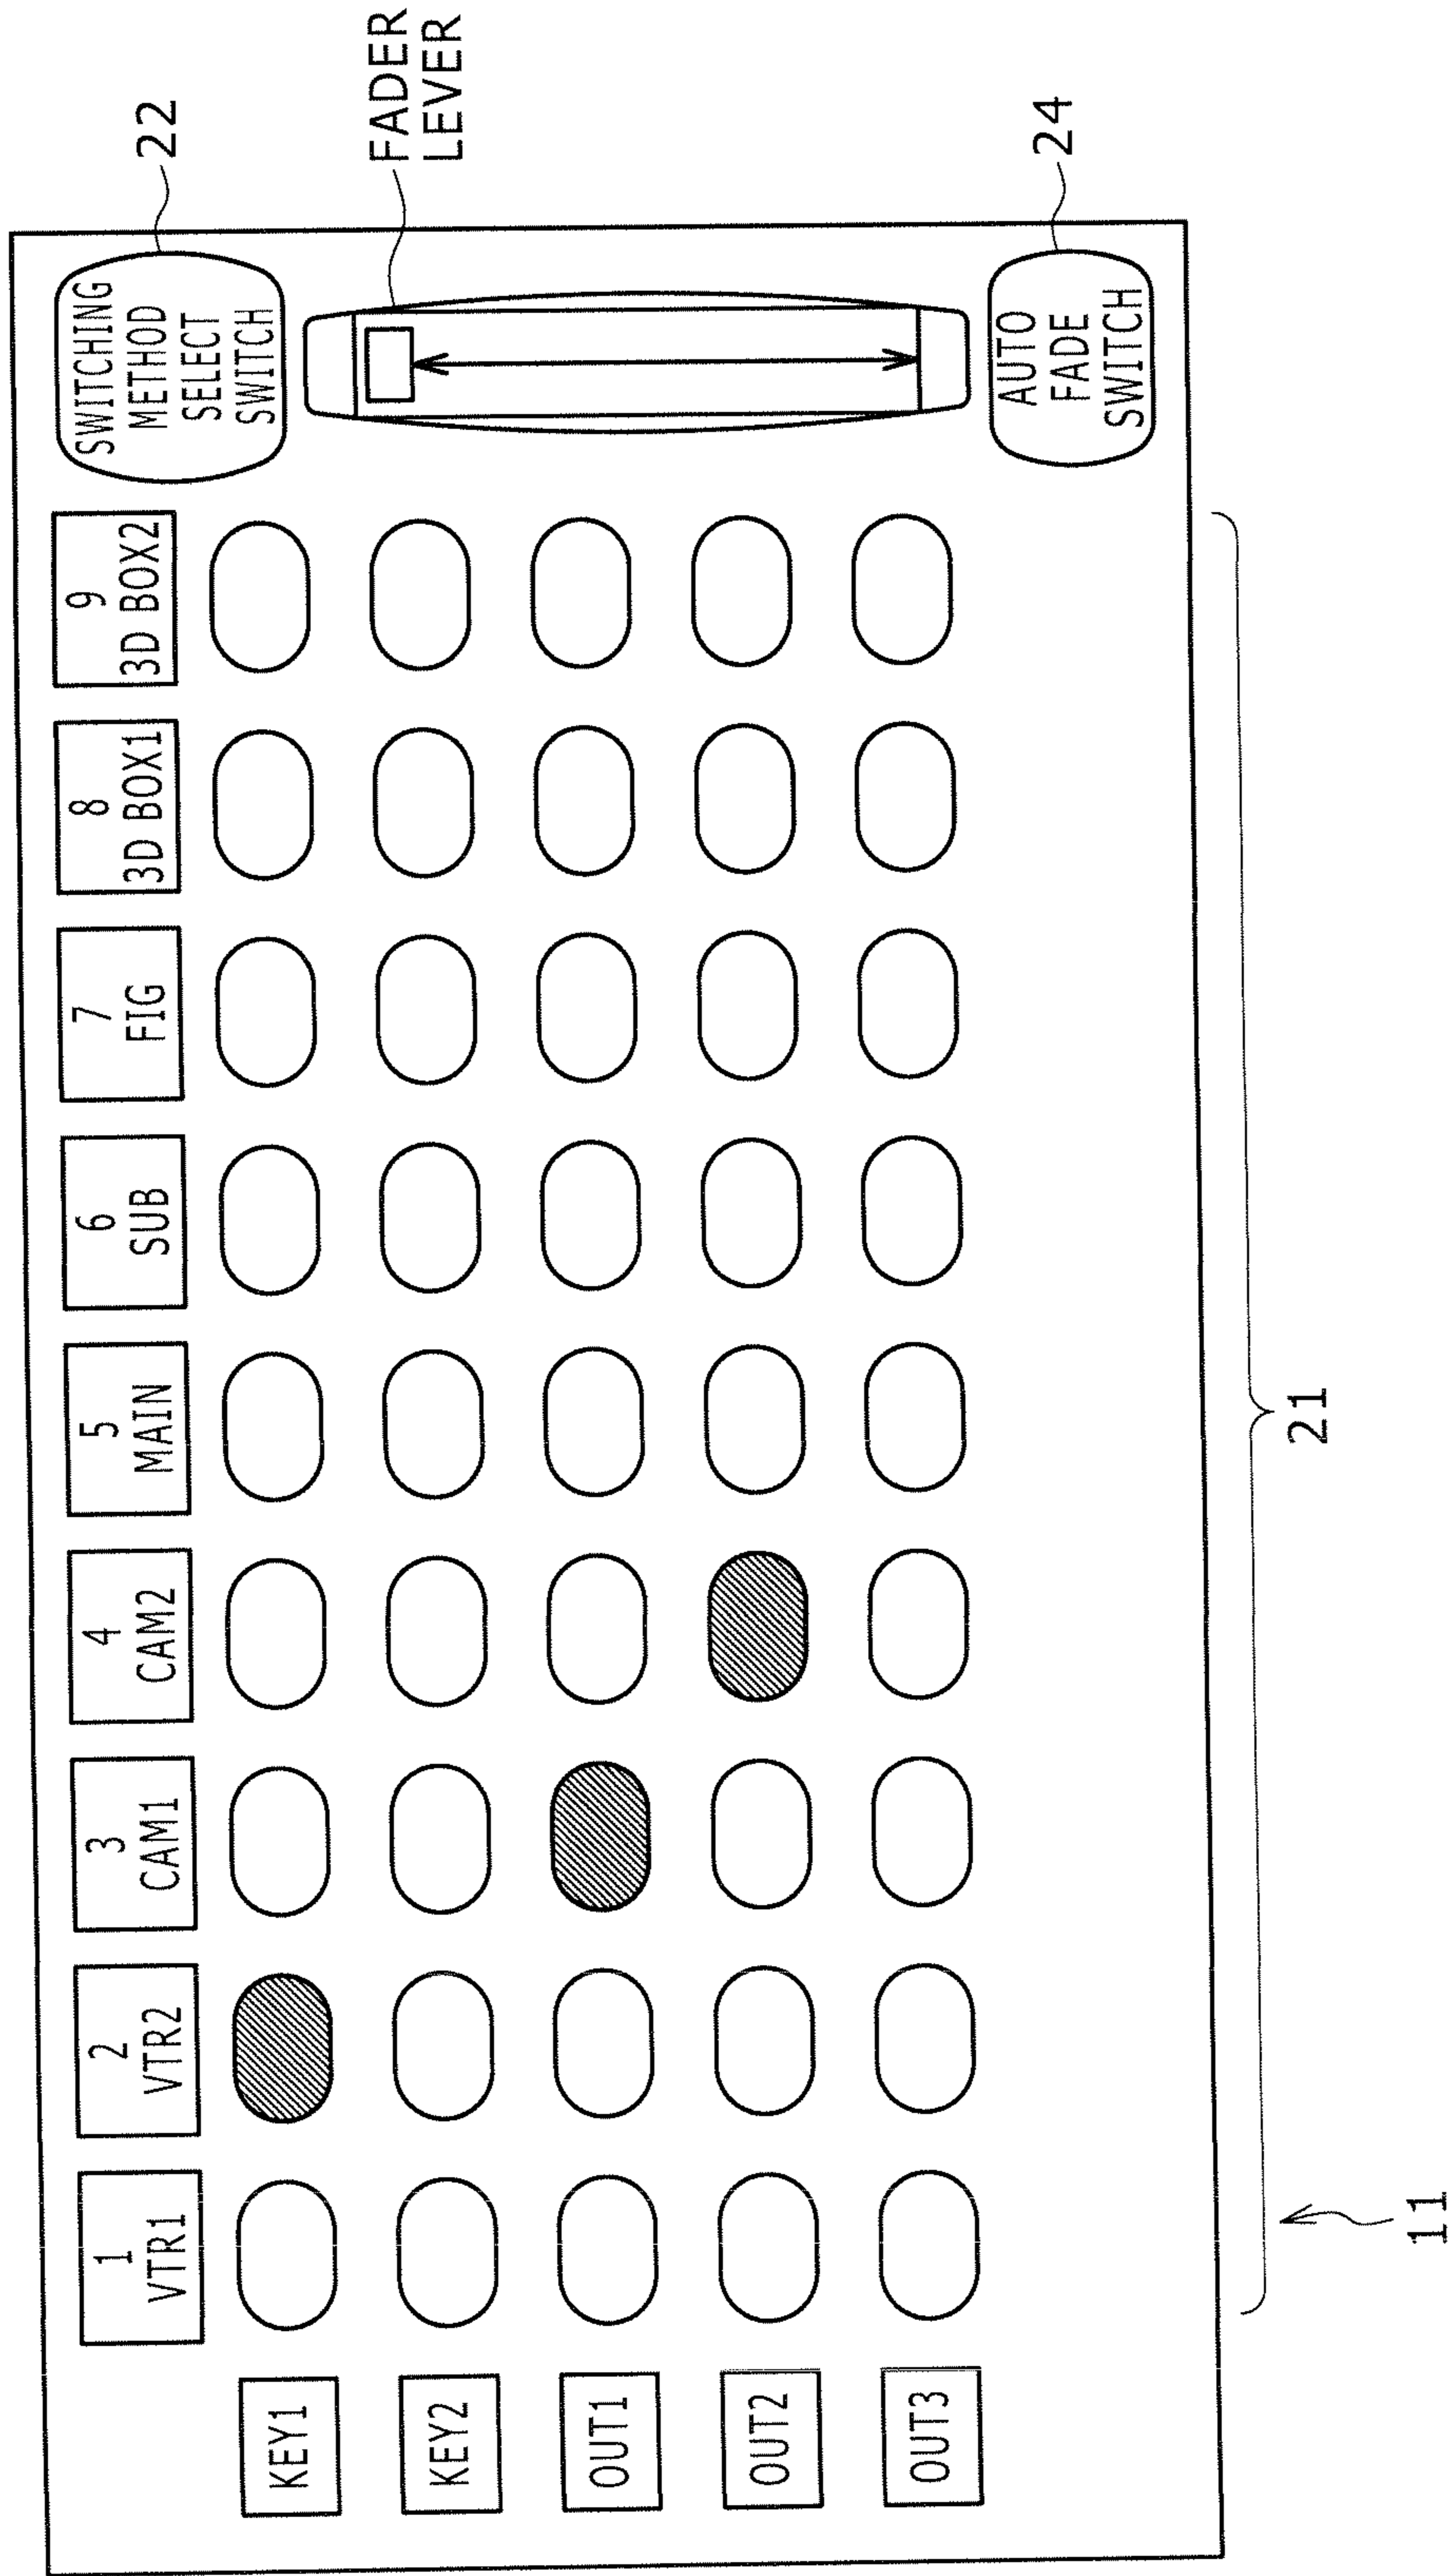 1
VTR1
2
VTR2
3
CAM1
4
CAM2
5
MAIN
6
SUB
7
FIG
8
3D BOX1
9
3D BOX2
SWITCHING
METHOD
SELECT
SWITCH
22
KEY1
KEY2
OUT1
OUT2
OUT3
FADER
LEVER
AUTO
FADE
SWITCH
24
21
11